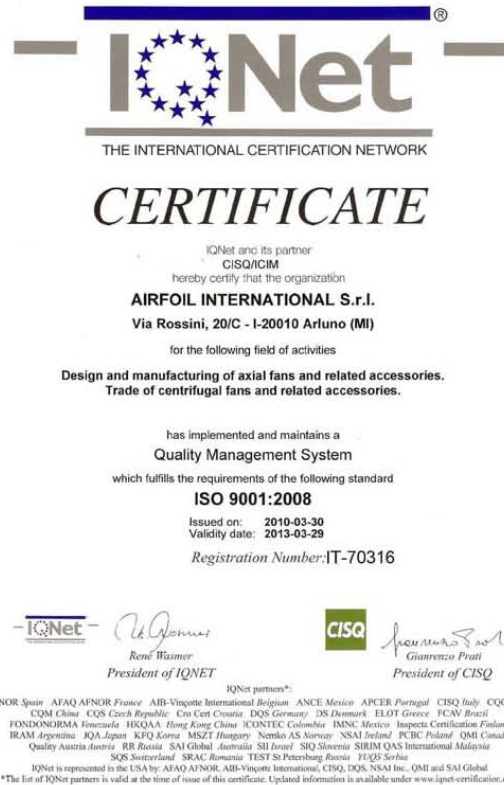 ®
IQNet
THE INTERNATIONAL CERTIFICATION NETWORK
CERTIFICATE
IQNet and its partner
CISQ/ICIM
hereby certify that the organization
AIRFOIL INTERNATIONAL S.r.l.
Via Rossini, 20/C - I-20010 Arluno (MI)
for the following field of activities
Design and manufacturing of axial fans and related accessories.
Trade of centrifugal fans and related accessories.
has implemented and maintains a
Quality Management System
which fulfills the requirements of the following standard
ISO 9001:2008
Issued on: 2010-03-30
Validity date: 2013-03-29
Registration Number:IT-70316
IQNet
CISQ
René Wasmer
Gianrenzo Prati
President of IQNET
President of CISQ
IQNet partners*:
NOR Spain AFAQ AFNOR France AIB-Vinçotte International Belgium ANCE Mexico APCER Portugal CISQ Italy CQC
CQM China CQS Czech Republic Cro Cert Croatia DQS Germany DS Denmark ELOT Greece FCAV Brazil
FONDONORMA Venezuela HKQAA Hong Kong China ICONTEC Colombia IMNC Mexico Inspecta Certification Finlan
IRAM Argentina JQA Japan KFQ Korea MSZT Hungary Nemko AS Norway NSAI Ireland PCBC Poland QMI Canad
Quality Austria Austria RR Russia SAI Global Australia SII Israel SIQ Slovenia SIRIM QAS International Malaysia
SQS Switzerland SRAC Romania TEST St Petersburg Russia YUQS Serbia
IQNet is represented in the USA by: AFAQ AFNOR, AIB-Vinçotte International, CISQ, DQS, NSAI Inc., QMI and SAI Global
*The list of IQNet partners is valid at the time of issue of this certificate. Updated information is available under www.iqnet-certification.c